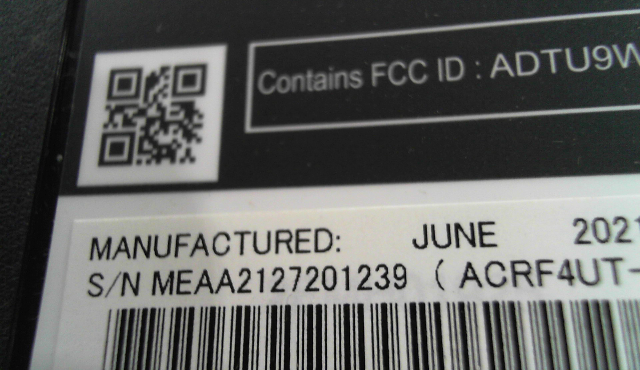 Contains FCC ID : ADTU9W
MANUFACTURED: JUNE 2021
S/N MEAA2127201239 ( ACRF4UT-